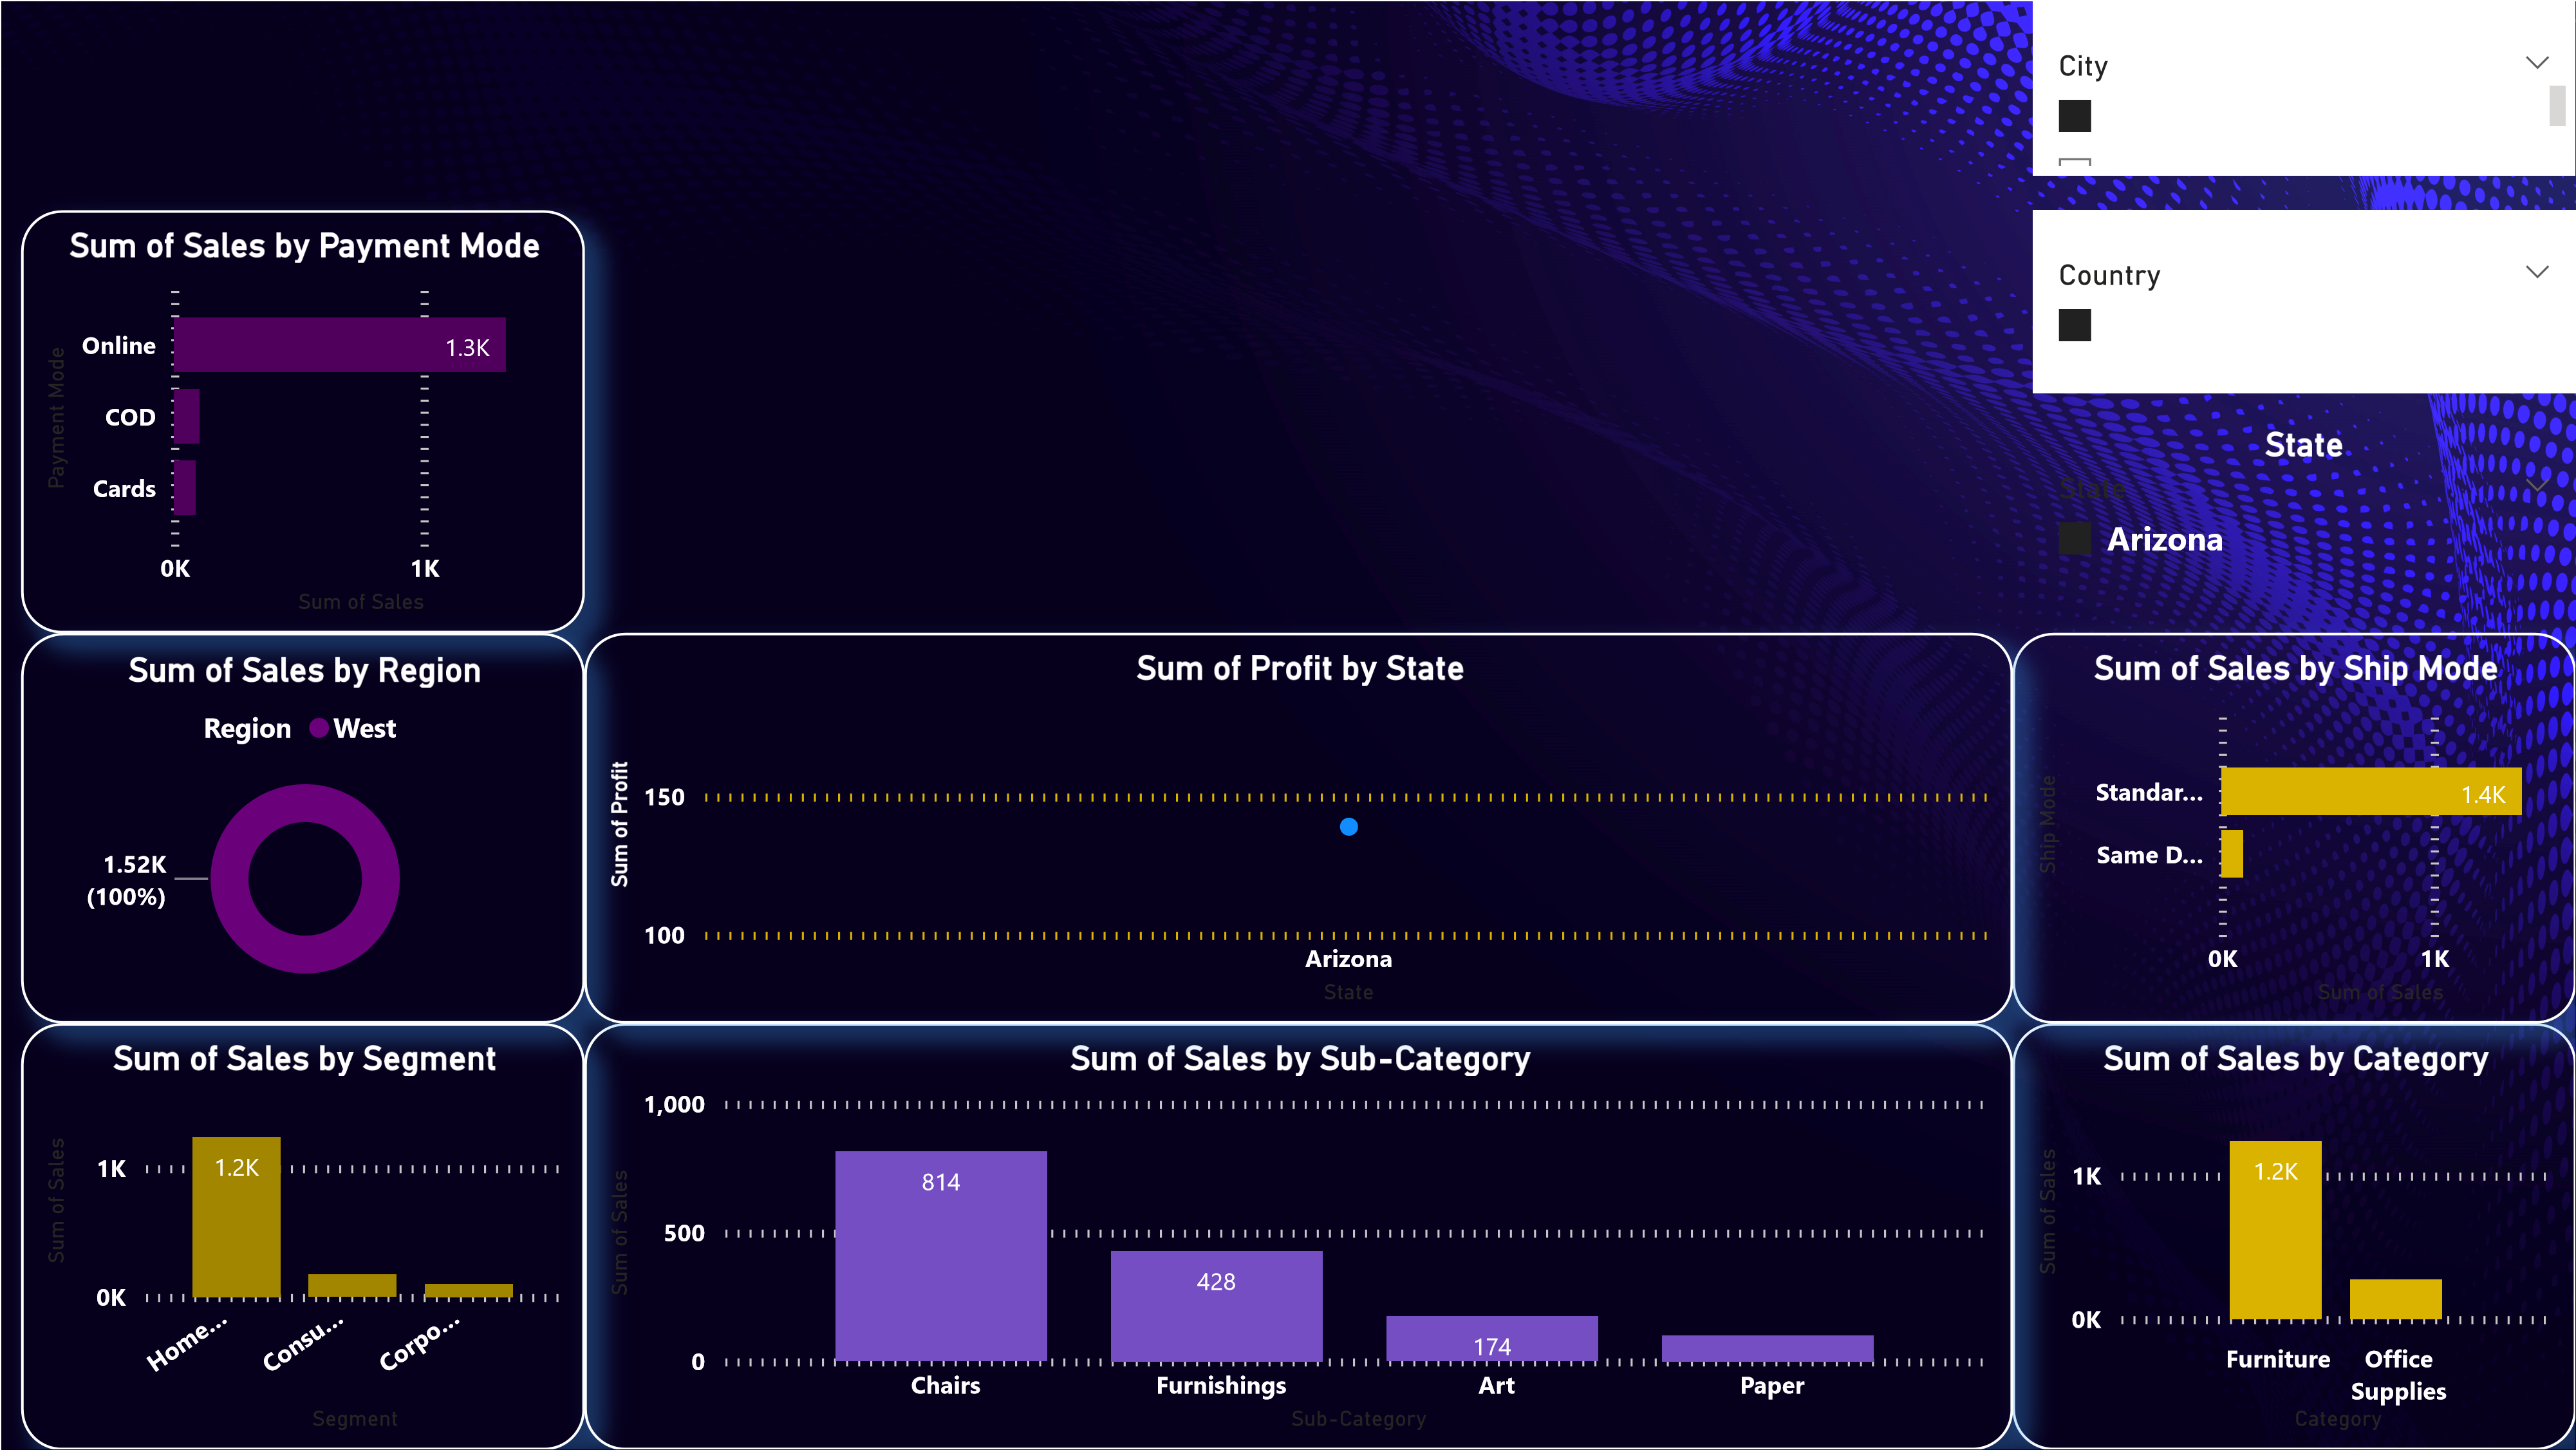 City
Country
State
State
Arizona
Sum of Sales by Payment Mode
Payment Mode
Online
1.3K
COD
Cards
0K
1K
Sum of Sales
Sum of Sales by Region
Region West
1.52K
(100%)
Sum of Profit by State
Sum of Profit
150
100
Arizona
State
Sum of Sales by Ship Mode
Ship Mode
Standar...
1.4K
Same D...
0K
1K
Sum of Sales
Sum of Sales by Segment
Sum of Sales
1K
1.2K
0K
Home...
Consu...
Corpo...
Segment
Sum of Sales by Sub-Category
Sum of Sales
1,000
814
500
428
174
0
Chairs
Furnishings
Art
Paper
Sub-Category
Sum of Sales by Category
Sum of Sales
1K
1.2K
0K
Furniture
Office
Supplies
Category